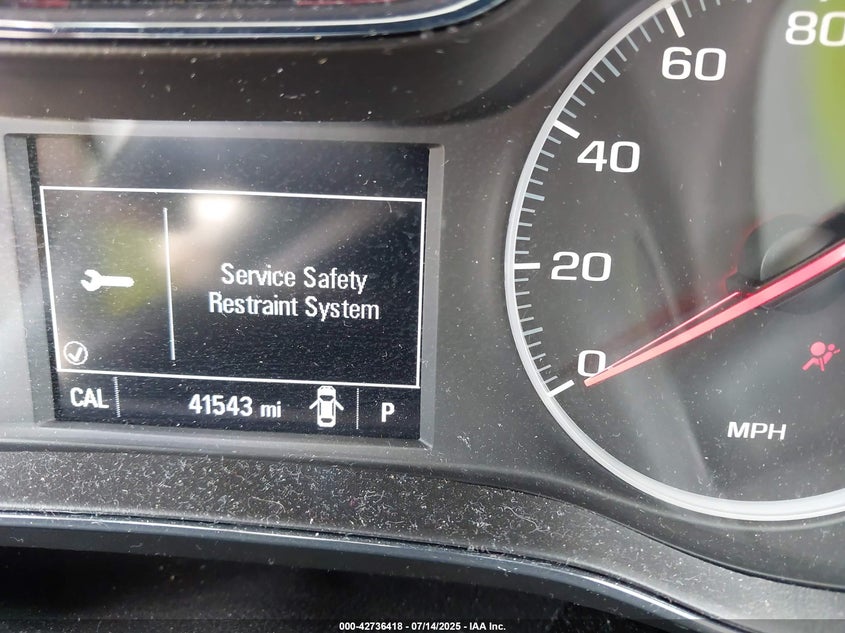 80
60
40
Service Safety
Restraint System
20
0
CAL 41543 mi P
MPH
000-42736418 - 07/14/2025 - IAA Inc.